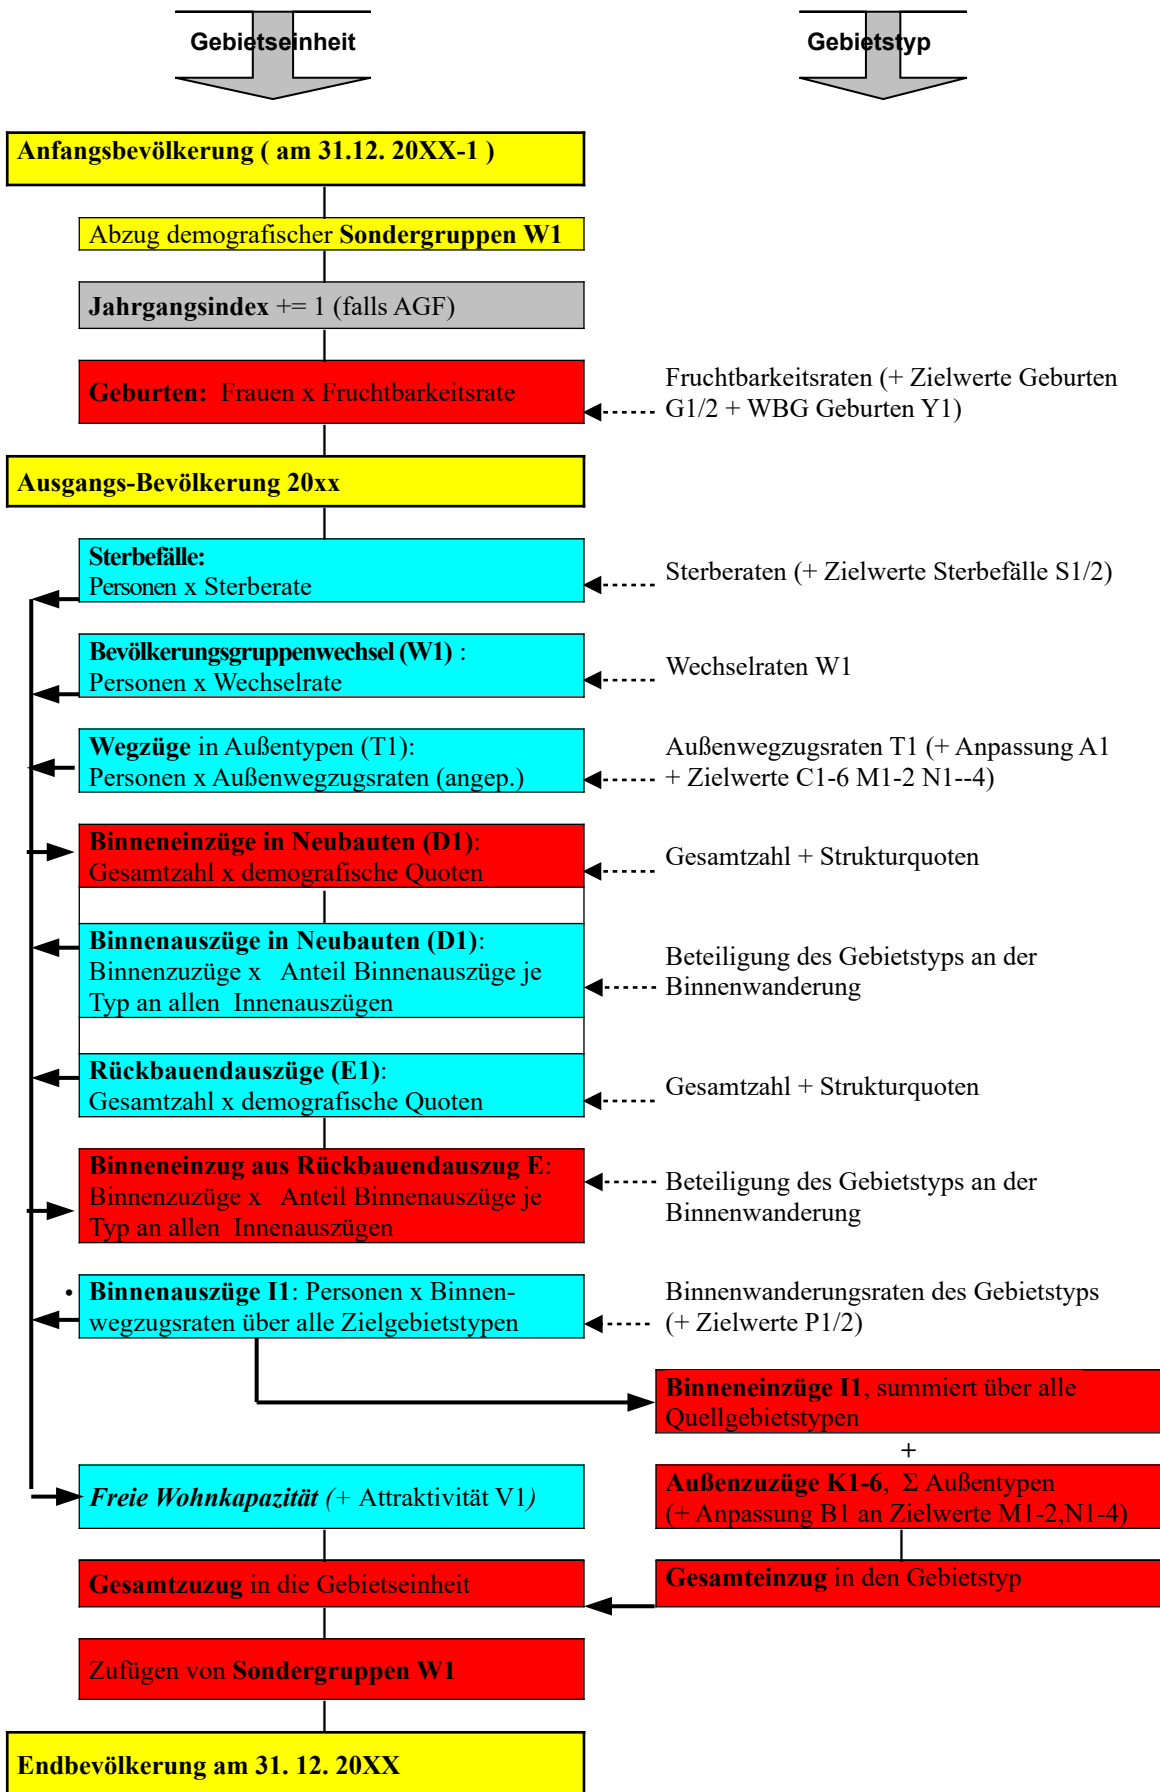 Gebietseinheit
Gebietstyp
Anfangsbevölkerung ( am 31.12. 20XX-1 )
Abzug demografischer Sondergruppen W1
Jahrgangsindex += 1 (falls AGF)
Geburten: Frauen x Fruchtbarkeitsrate
Fruchtbarkeitsraten (+ Zielwerte Geburten
G1/2 + WBG Geburten Y1)
Ausgangs-Bevölkerung 20xx
Sterbefälle:
Personen x Sterberate
Sterberaten (+ Zielwerte Sterbefälle S1/2)
Bevölkerungsgruppenwechsel (W1) :
Personen x Wechselrate
Wechselraten W1
Wegzüge in Außentypen (T1):
Personen x Außenwegzugsraten (angep.)
Außenwegzugsraten T1 (+ Anpassung A1
+ Zielwerte C1-6 M1-2 N1--4)
Binneneinzüge in Neubauten (D1):
Gesamtzahl x demografische Quoten
Gesamtzahl + Strukturquoten
Binnenauszüge in Neubauten (D1):
Binnenzuzüge x Anteil Binnenauszüge je
Typ an allen Innenauszügen
Beteiligung des Gebietstyps an der
Binnenwanderung
Rückbauendauszüge (E1):
Gesamtzahl x demografische Quoten
Gesamtzahl + Strukturquoten
Binneneinzug aus Rückbauendauszug E:
Binnenzuzüge x Anteil Binnenauszüge je
Typ an allen Innenauszügen
Beteiligung des Gebietstyps an der
Binnenwanderung
• Binnenauszüge I1: Personen x Binnen-
wegzugsraten über alle Zielgebietstypen
Binnenwanderungsraten des Gebietstyps
(+ Zielwerte P1/2)
Binneneinzüge I1, summiert über alle
Quellgebietstypen
+
Freie Wohnkapazität (+ Attraktivität V1)
Außenzuzüge K1-6, Σ Außentypen
(+ Anpassung B1 an Zielwerte M1-2,N1-4)
Gesamtzuzug in die Gebietseinheit
Gesamteinzug in den Gebietstyp
Zufügen von Sondergruppen W1
Endbevölkerung am 31. 12. 20XX